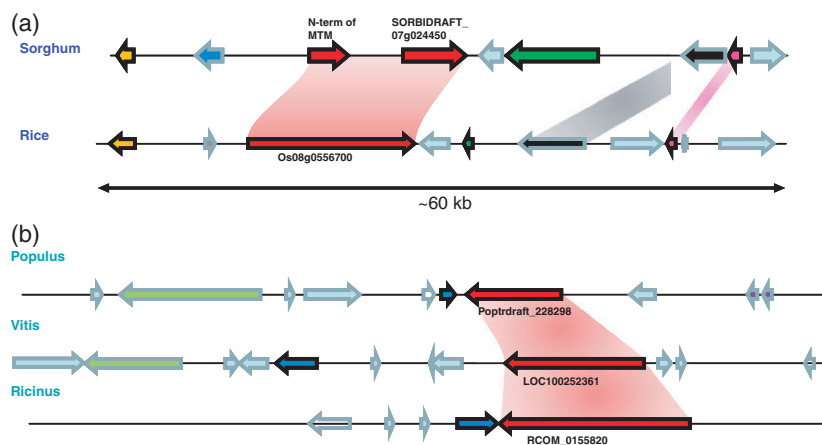 (a)
N-term of
MTM
SORBIDRAFT_
07g024450
Sorghum
Rice
Os08g0556700
~60 kb
(b)
Populus
Poptrdraft_228298
Vitis
LOC100252361
Ricinus
RCOM_0155820